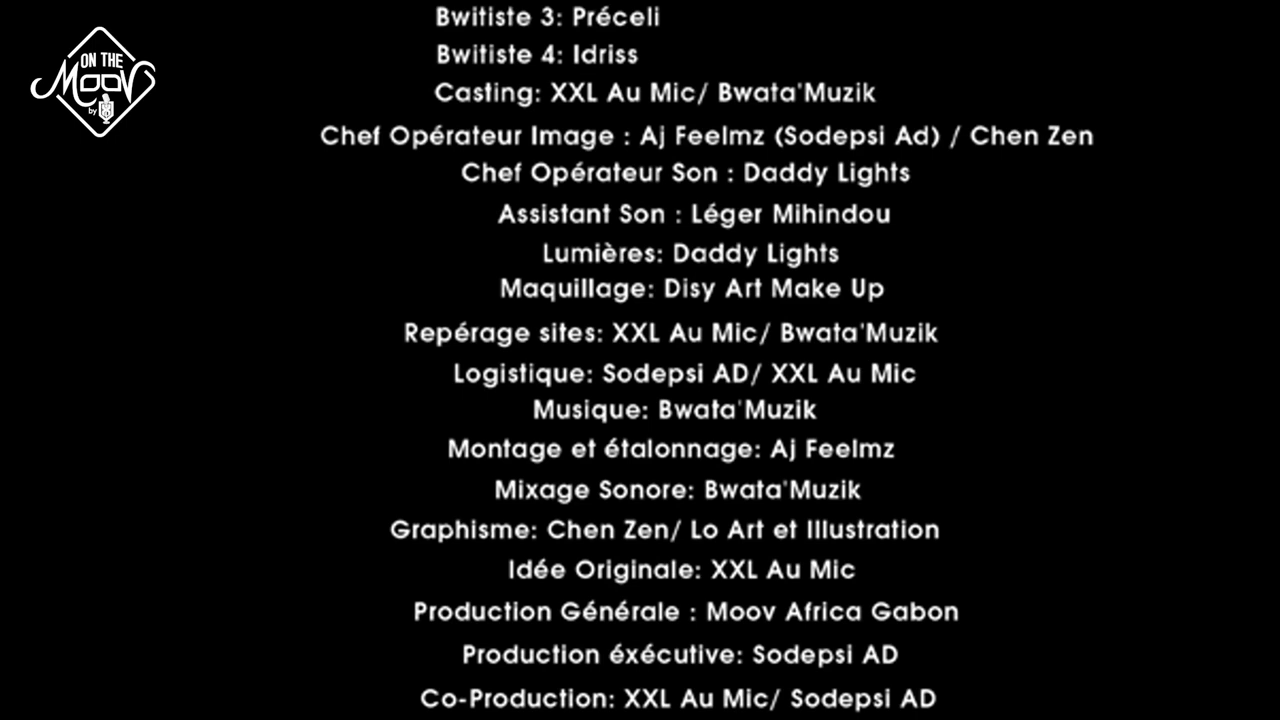 ON THE
Moov
by
Bwitiste 3: Préceli
Bwitiste 4: Idriss
Casting: XXL Au Mic/ Bwata'Muzik
Chef Opérateur Image : Aj Feelmz (Sodepsi Ad) / Chen Zen
Chef Opérateur Son : Daddy Lights
Assistant Son : Léger Mihindou
Lumières: Daddy Lights
Maquillage: Disy Art Make Up
Repérage sites: XXL Au Mic/ Bwata'Muzik
Logistique: Sodepsi AD/ XXL Au Mic
Musique: Bwata'Muzik
Montage et étalonnage: Aj Feelmz
Mixage Sonore: Bwata'Muzik
Graphisme: Chen Zen/ Lo Art et Illustration
Idée Originale: XXL Au Mic
Production Générale : Moov Africa Gabon
Production éxécutive: Sodepsi AD
Co-Production: XXL Au Mic/ Sodepsi AD